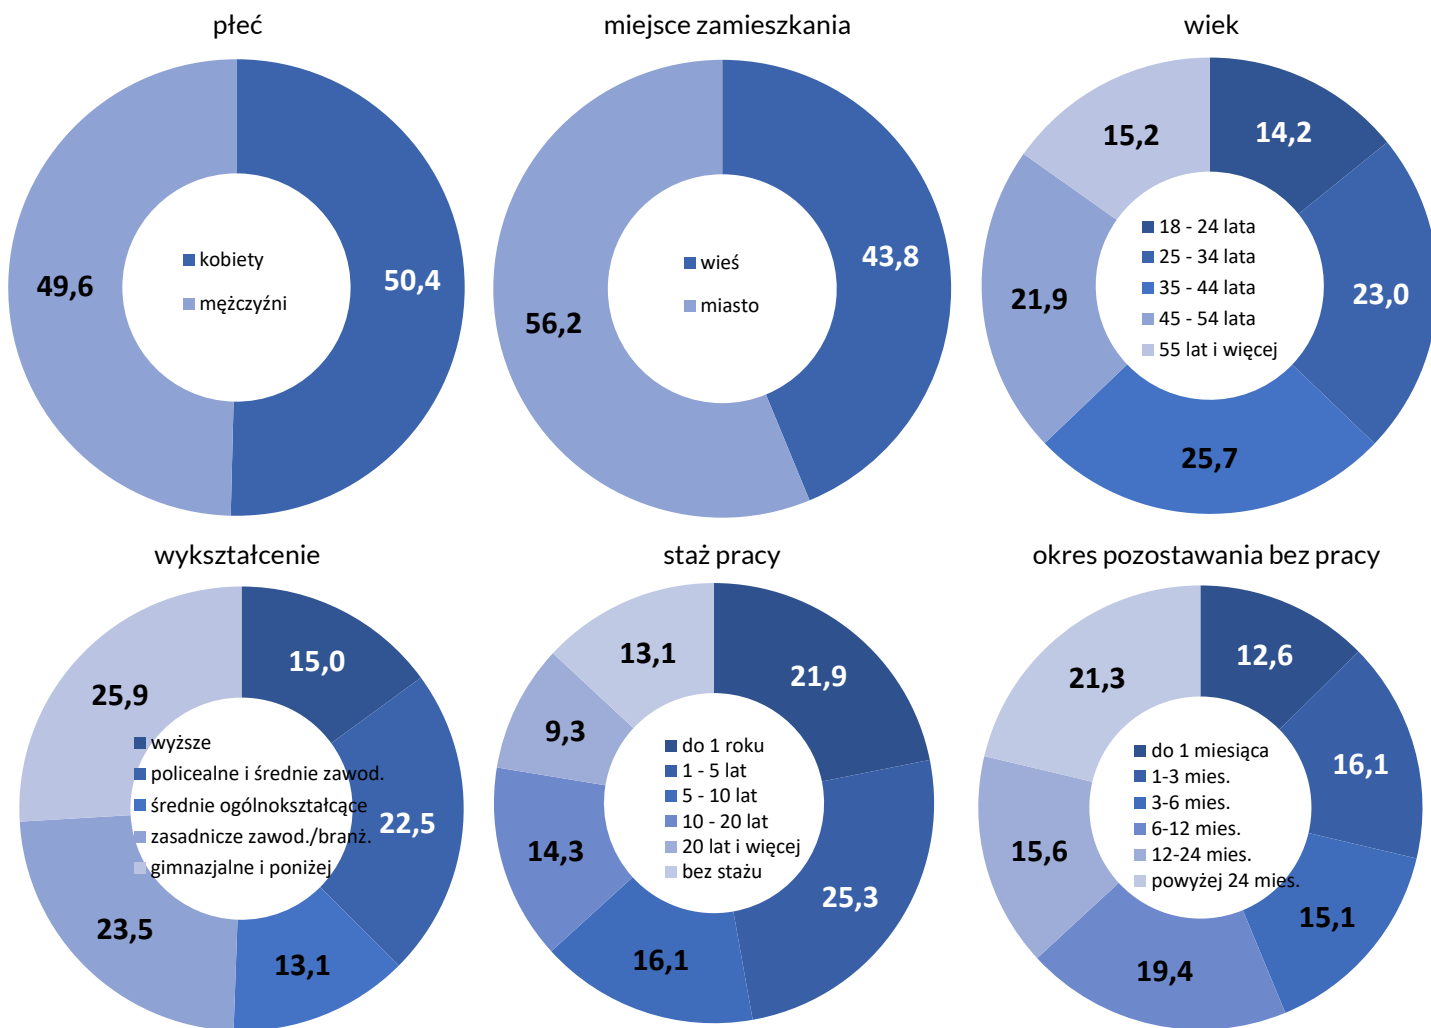 płeć
50,4
49,6
kobiety
mężczyźni
miejsce zamieszkania
43,8
56,2
wieś
miasto
wiek
14,2
23,0
25,7
21,9
15,2
18 - 24 lata
25 - 34 lata
35 - 44 lata
45 - 54 lata
55 lat i więcej
wykształcenie
15,0
22,5
13,1
23,5
25,9
wyższe
policealne i średnie zawod.
średnie ogólnokształcące
zasadnicze zawod./branż.
gimnazjalne i poniżej
staż pracy
21,9
25,3
16,1
14,3
9,3
13,1
do 1 roku
1 - 5 lat
5 - 10 lat
10 - 20 lat
20 lat i więcej
bez stażu
okres pozostawania bez pracy
12,6
16,1
15,1
19,4
15,6
21,3
do 1 miesiąca
1-3 mies.
3-6 mies.
6-12 mies.
12-24 mies.
powyżej 24 mies.